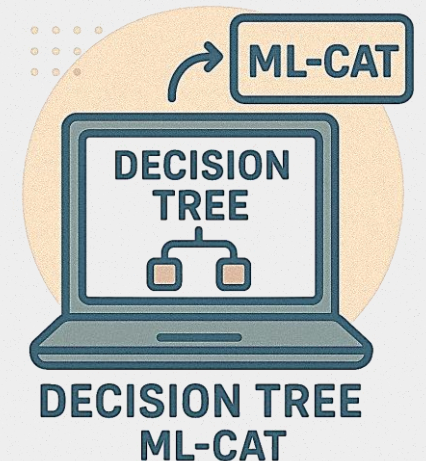 ML-CAT
DECISION
TREE
DECISION TREE
ML-CAT